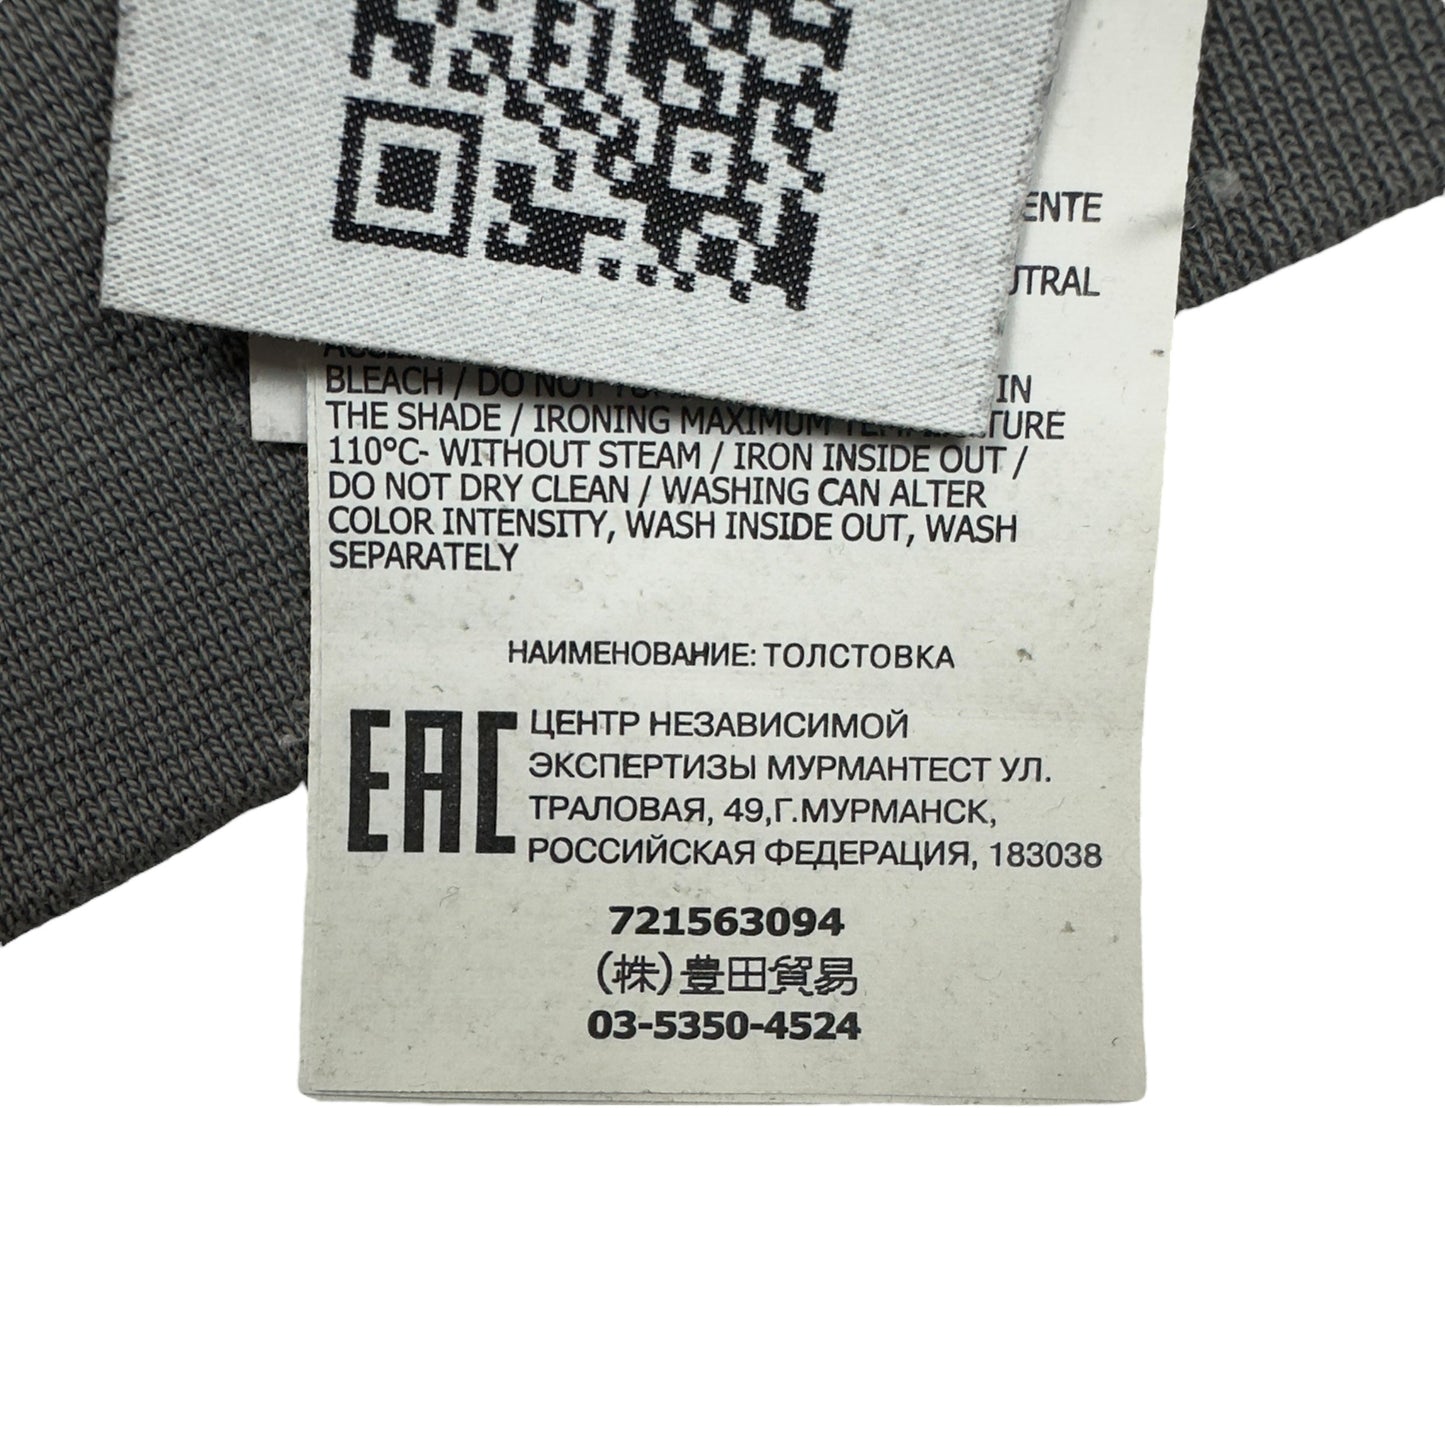 ENTE
UTRAL
BLEACH / DO NOT IN
THE SHADE / IRONING MAXIMUM TEMPERATURE
110°C- WITHOUT STEAM / IRON INSIDE OUT /
DO NOT DRY CLEAN / WASHING CAN ALTER
COLOR INTENSITY, WASH INSIDE OUT, WASH
SEPARATELY
НАИМЕНОВАНИЕ: ТОЛСТОВКА
EAC
ЦЕНТР НЕЗАВИСИМОЙ
ЭКСПЕРТИЗЫ МУРМАНТЕСТ УЛ.
ТРАЛОВАЯ, 49,Г.МУРМАНСК,
РОССИЙСКАЯ ФЕДЕРАЦИЯ, 183038
721563094
(株)豊田貿易
03-5350-4524